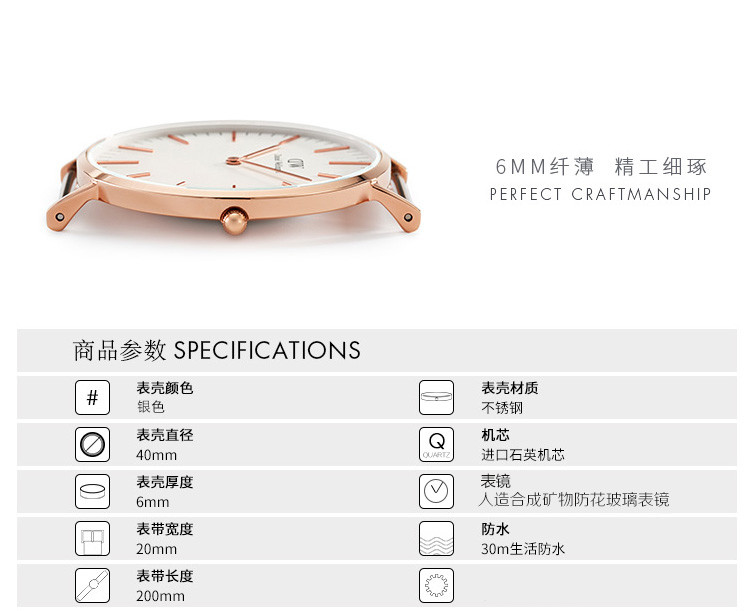 6MM纤薄 精工细琢
PERFECT CRAFTMANSHIP
商品参数 SPECIFICATIONS
#
表壳颜色
银色
表壳材质
不锈钢
表壳直径
40mm
Q
QUARTZ
机芯
进口石英机芯
表壳厚度
6mm
表镜
人造合成矿物防花玻璃表镜
表带宽度
20mm
防水
30m生活防水
表带长度
200mm